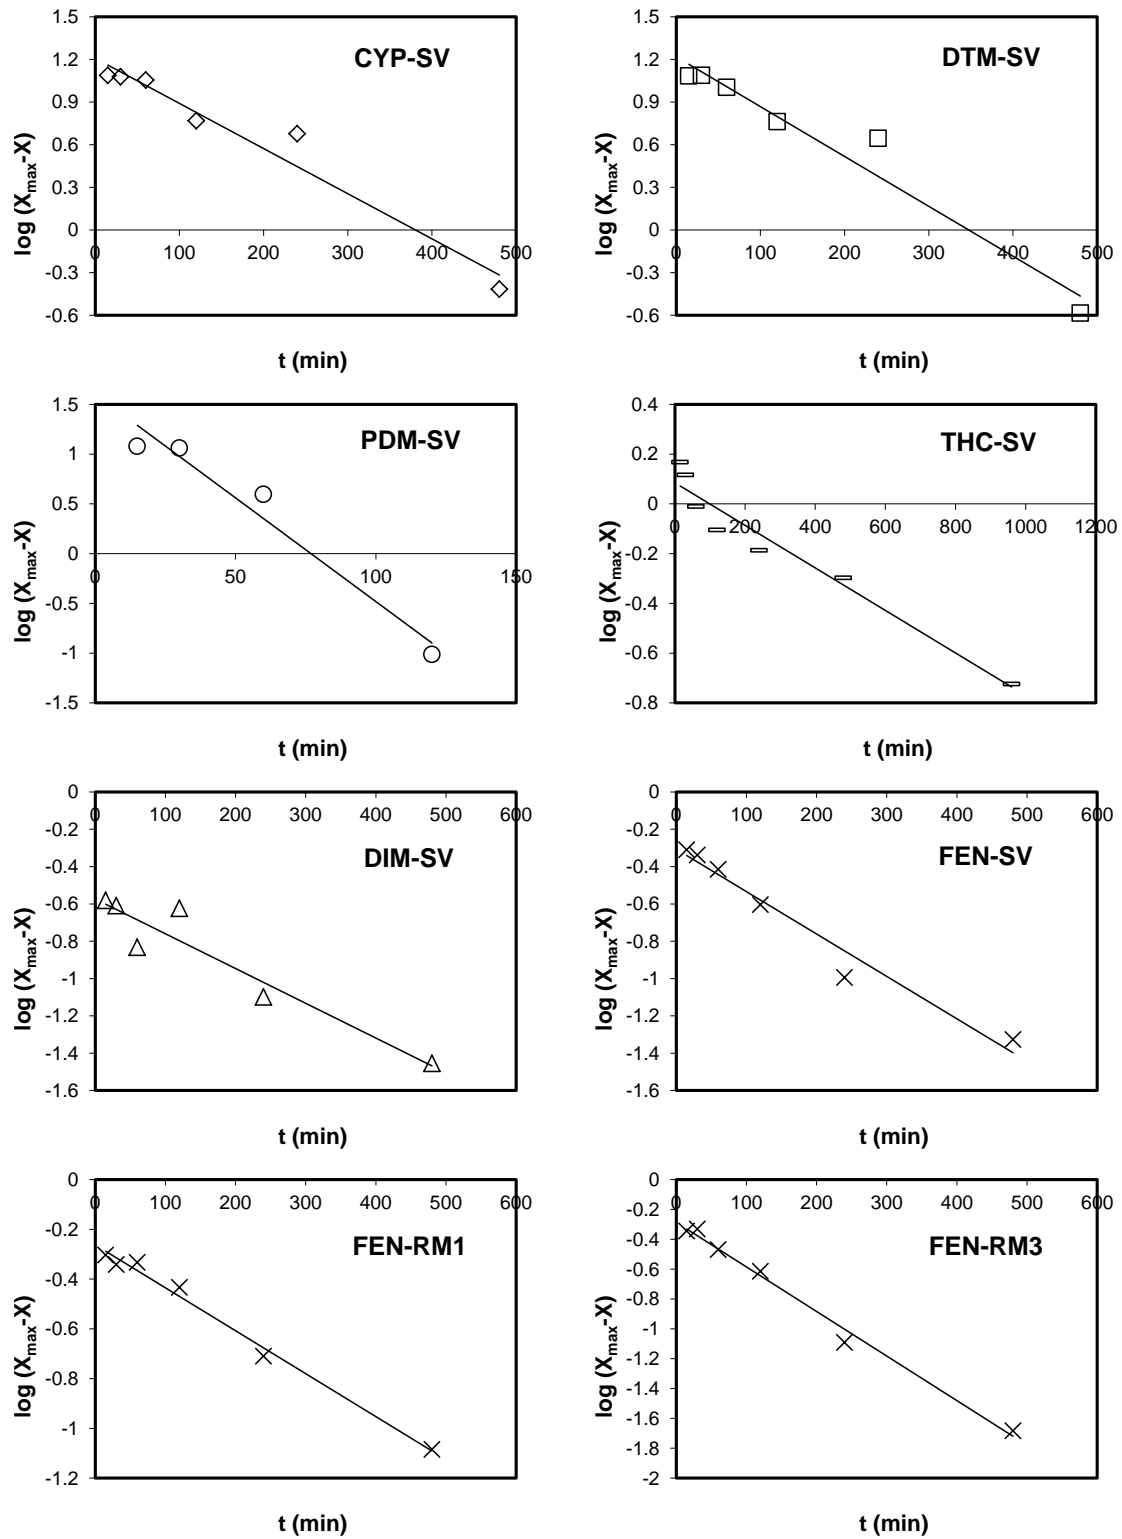 CYP-SV
log (Xmax-X)
1.5
1.2
0.9
0.6
0.3
0
-0.3
-0.6
0 100 200 300 400 500
t (min)
DTM-SV
log (Xmax-X)
1.5
1.2
0.9
0.6
0.3
0
-0.3
-0.6
0 100 200 300 400 500
t (min)
PDM-SV
log (Xmax-X)
1.5
1
0.5
0
-0.5
-1
-1.5
0 50 100 150
t (min)
THC-SV
log (Xmax-X)
0.4
0.2
0
-0.2
-0.4
-0.6
-0.8
0 200 400 600 800 1000 1200
t (min)
DIM-SV
log (Xmax-X)
0
-0.2
-0.4
-0.6
-0.8
-1
-1.2
-1.4
-1.6
0 100 200 300 400 500 600
t (min)
FEN-SV
log (Xmax-X)
0
-0.2
-0.4
-0.6
-0.8
-1
-1.2
-1.4
-1.6
0 100 200 300 400 500 600
t (min)
FEN-RM1
log (Xmax-X)
0
-0.2
-0.4
-0.6
-0.8
-1
-1.2
0 100 200 300 400 500 600
t (min)
FEN-RM3
log (Xmax-X)
0
-0.2
-0.4
-0.6
-0.8
-1
-1.2
-1.4
-1.6
-1.8
-2
0 100 200 300 400 500 600
t (min)